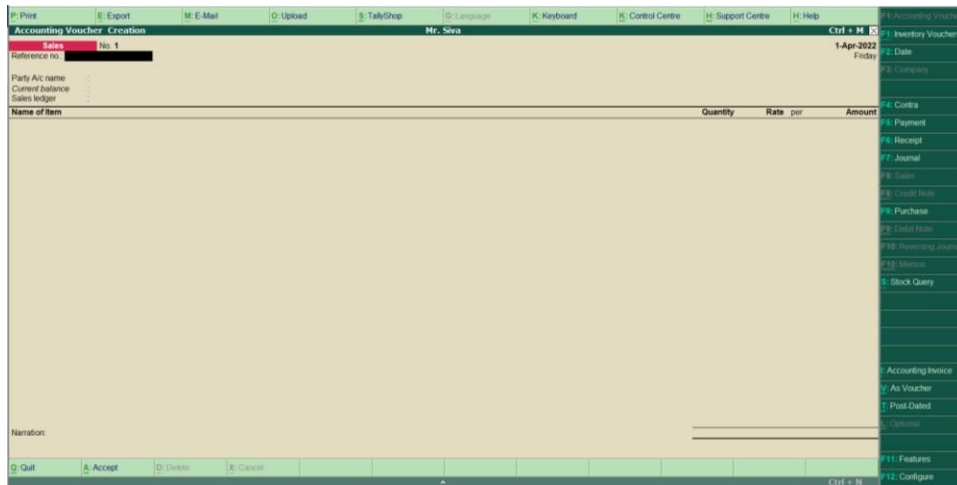 P: Print E: Export M: E-Mail O: Upload S: TallyShop G: Language K: Keyboard K: Control Centre H: Support Centre H: Help
Accounting Voucher Creation Mr. Siva Ctrl + M
Sales No. 1 1-Apr-2022
Reference no.: Friday
Party A/c name :
Current balance :
Sales ledger :
Name of Item Quantity Rate per Amount
Narration:
Q: Quit A: Accept D: Delete X: Cancel
Ctrl + N
F1: Accounting
F1: Inventory Voucher
F2: Date
F3: Company
F4: Contra
F5: Payment
F6: Receipt
F7: Journal
F8: Sales
F8: Credit Note
F9: Purchase
F9: Debit Note
F10: Reversing
F10: Memos
S: Stock Query
I: Accounting Invoice
V: As Voucher
T: Post-Dated
L: Optional
F11: Features
F12: Configure